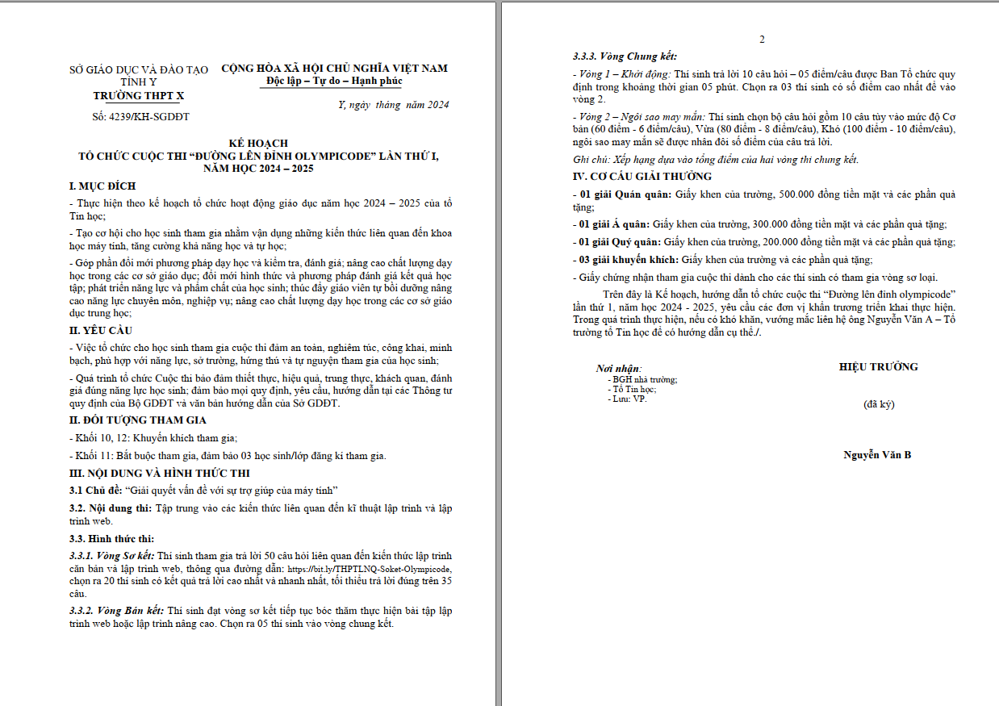 SỞ GIÁO DỤC VÀ ĐÀO TẠO
TỈNH Y
TRƯỜNG THPT X
Số: 4239/KH-SGDĐT
CỘNG HÒA XÃ HỘI CHỦ NGHĨA VIỆT NAM
Độc lập – Tự do – Hạnh phúc
Y, ngày tháng năm 2024
KẾ HOẠCH
TỔ CHỨC CUỘC THI “ĐƯỜNG LÊN ĐỈNH OLYMPICODE” LẦN THỨ I,
NĂM HỌC 2024 – 2025
I. MỤC ĐÍCH
- Thực hiện theo kế hoạch tổ chức hoạt động giáo dục năm học 2024 – 2025 của tổ
Tin học;
- Tạo cơ hội cho học sinh tham gia nhằm vận dụng những kiến thức liên quan đến khoa
học máy tính, tăng cường khả năng học và tự học;
- Góp phần đổi mới phương pháp dạy học và kiểm tra, đánh giá; nâng cao chất lượng dạy
học trong các cơ sở giáo dục; đổi mới hình thức và phương pháp đánh giá kết quả học
tập; phát triển năng lực và phẩm chất của học sinh; thúc đẩy giáo viên tự bồi dưỡng nâng
cao năng lực chuyên môn, nghiệp vụ; nâng cao chất lượng dạy học trong các cơ sở giáo
dục trung học;
II. YÊU CẦU
- Việc tổ chức cho học sinh tham gia cuộc thi đảm an toàn, nghiêm túc, công khai, minh
bạch, phù hợp với năng lực, sở trường, hứng thú và tự nguyện tham gia của học sinh;
- Quá trình tổ chức Cuộc thi bảo đảm thiết thực, hiệu quả, trung thực, khách quan, đánh
giá đúng năng lực học sinh; đảm bảo mọi quy định, yêu cầu, hướng dẫn tại các Thông tư
quy định của Bộ GDĐT và văn bản hướng dẫn của Sở GDĐT.
II. ĐỐI TƯỢNG THAM GIA
- Khối 10, 12: Khuyến khích tham gia;
- Khối 11: Bắt buộc tham gia, đảm bảo 03 học sinh/lớp đăng kí tham gia.
III. NỘI DUNG VÀ HÌNH THỨC THI
3.1 Chủ đề: “Giải quyết vấn đề với sự trợ giúp của máy tính”
3.2. Nội dung thi: Tập trung vào các kiến thức liên quan đến kĩ thuật lập trình và lập
trình web.
3.3. Hình thức thi:
3.3.1. Vòng Sơ kết: Thí sinh tham gia trả lời 50 câu hỏi liên quan đến kiến thức lập trình
căn bản và lập trình web, thông qua đường dẫn: https://bit.ly/THPTLNQ-Soket-Olympicode,
chọn ra 20 thí sinh có kết quả trả lời cao nhất và nhanh nhất, tối thiểu trả lời đúng trên 35
câu.
3.3.2. Vòng Bán kết: Thí sinh đạt vòng sơ kết tiếp tục bốc thăm thực hiện bài tập lập
trình web hoặc lập trình nâng cao. Chọn ra 05 thí sinh vào vòng chung kết.
2
3.3.3. Vòng Chung kết:
- Vòng 1 – Khởi động: Thí sinh trả lời 10 câu hỏi – 05 điểm/câu được Ban Tổ chức quy
định trong khoảng thời gian 05 phút. Chọn ra 03 thí sinh có số điểm cao nhất để vào
vòng 2.
- Vòng 2 – Ngôi sao may mắn: Thí sinh chọn bộ câu hỏi gồm 10 câu tùy vào mức độ Cơ
bản (60 điểm - 6 điểm/câu), Vừa (80 điểm - 8 điểm/câu), Khó (100 điểm - 10 điểm/câu),
ngôi sao may mắn sẽ được nhân đôi số điểm của câu trả lời.
Ghi chú: Xếp hạng dựa vào tổng điểm của hai vòng thi chung kết.
IV. CƠ CẤU GIẢI THƯỞNG
- 01 giải Quán quân: Giấy khen của trường, 500.000 đồng tiền mặt và các phần quà
tặng;
- 01 giải Á quân: Giấy khen của trường, 300.000 đồng tiền mặt và các phần quà tặng;
- 01 giải Quý quân: Giấy khen của trường, 200.000 đồng tiền mặt và các phần quà tặng;
- 03 giải khuyến khích: Giấy khen của trường và các phần quà tặng;
- Giấy chứng nhận tham gia cuộc thi dành cho các thí sinh có tham gia vòng sơ loại.
Trên đây là Kế hoạch, hướng dẫn tổ chức cuộc thi “Đường lên đỉnh olympicode”
lần thứ 1, năm học 2024 - 2025, yêu cầu các đơn vị khẩn trương triển khai thực hiện.
Trong quá trình thực hiện, nếu có khó khăn, vướng mắc liên hệ ông Nguyễn Văn A – Tổ
trưởng tổ Tin học để có hướng dẫn cụ thể./.
Nơi nhận:
- BGH nhà trường;
- Tổ Tin học;
- Lưu: VP.
HIỆU TRƯỞNG
(đã ký)
Nguyễn Văn B